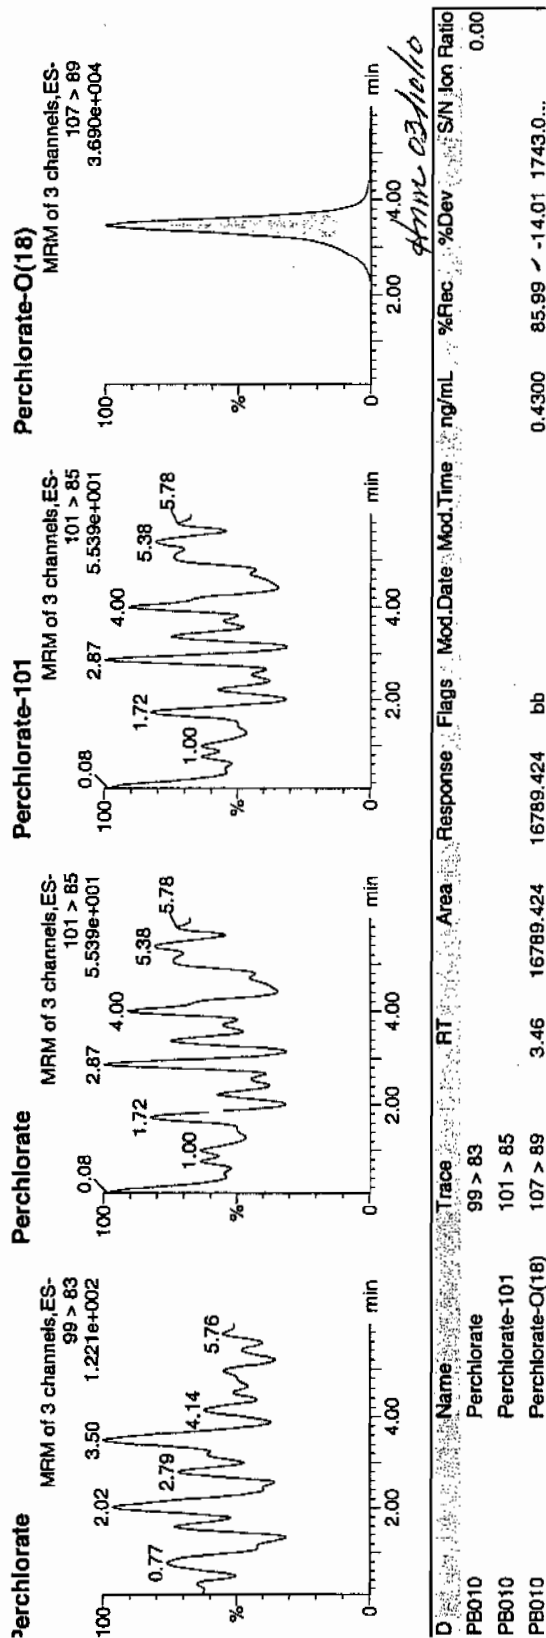 Perchlorate
MRM of 3 channels,ES-
99 > 83
1.221e+002
100
%
0
0.77
2.02
2.79
3.50
4.14
5.76
2.00
4.00
min
Perchlorate
MRM of 3 channels,ES-
101 > 85
5.539e+001
100
%
0
0.08
1.00
1.72
2.87
4.00
5.38
5.78
2.00
4.00
min
Perchlorate-101
MRM of 3 channels,ES-
101 > 85
5.539e+001
100
%
0
0.08
1.00
1.72
2.87
4.00
5.38
5.78
2.00
4.00
min
Perchlorate-O(18)
MRM of 3 channels,ES-
107 > 89
3.690e+004
100
%
0
2.00
4.00
min
03/10/10
D Name Trace RT Area Response Flags Mod.Date Mod.Time ng/mL %Rec %Dev S/N Ion Ratio
PB010 Perchlorate 99 > 83 0.00
PB010 Perchlorate-101 101 > 85
PB010 Perchlorate-O(18) 107 > 89 3.46 16789.424 16789.424 bb 0.4300 85.99 -14.01 1743.0...